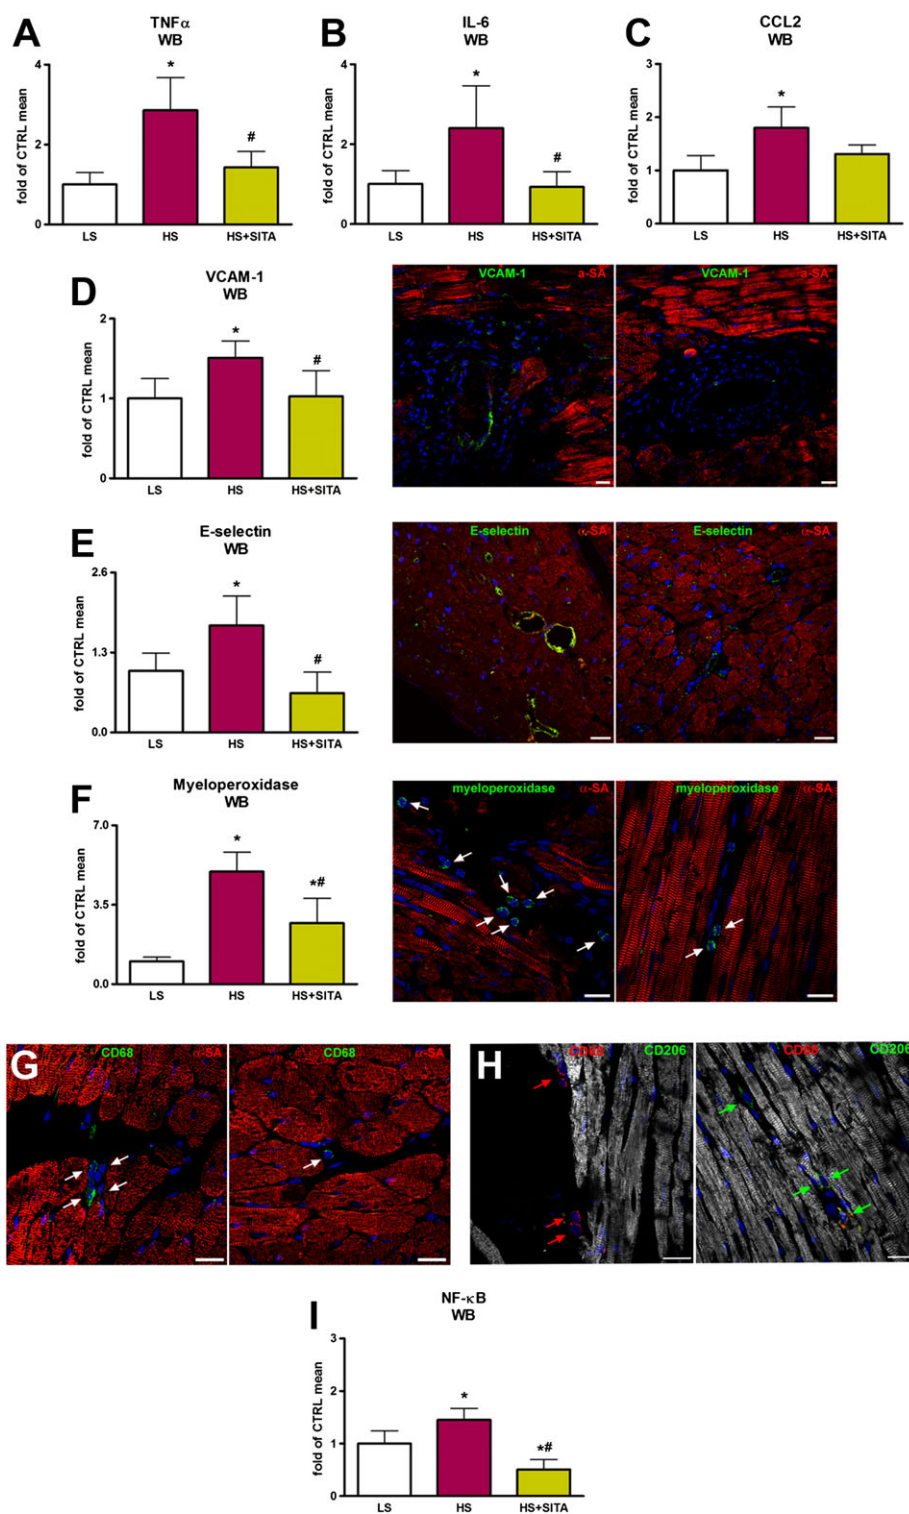 A
TNFα
WB
fold of CTRL mean
4
2
0
LS
HS
HS+SITA
*
#
B
IL-6
WB
fold of CTRL mean
4
2
0
LS
HS
HS+SITA
*
#
C
CCL2
WB
fold of CTRL mean
3
2
1
0
LS
HS
HS+SITA
*
D
VCAM-1
WB
fold of CTRL mean
2
1
0
LS
HS
HS+SITA
*
#
VCAM-1 a-SA
VCAM-1 a-SA
E
E-selectin
WB
fold of CTRL mean
2.6
1.3
0.0
LS
HS
HS+SITA
*
#
E-selectin α-SA
E-selectin α-SA
F
Myeloperoxidase
WB
fold of CTRL mean
7.0
3.5
0.0
LS
HS
HS+SITA
*
*#
myeloperoxidase α-SA
myeloperoxidase α-SA
G
CD68 α-SA
CD68 α-SA
H
CD68 CD206
CD68 CD206
I
NF-κB
WB
fold of CTRL mean
3
2
1
0
LS
HS
HS+SITA
*
*#